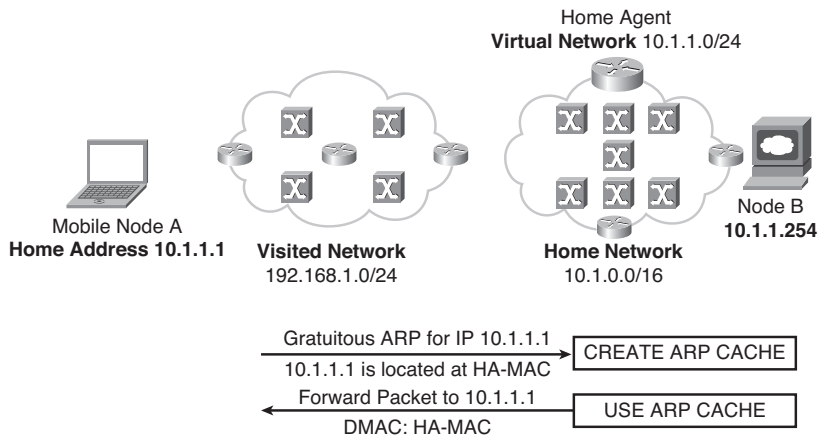 Home Agent
Virtual Network 10.1.1.0/24
Mobile Node A
Home Address 10.1.1.1
Visited Network
192.168.1.0/24
Home Network
10.1.0.0/16
Node B
10.1.1.254
Gratuitous ARP for IP 10.1.1.1
10.1.1.1 is located at HA-MAC
CREATE ARP CACHE
Forward Packet to 10.1.1.1
DMAC: HA-MAC
USE ARP CACHE